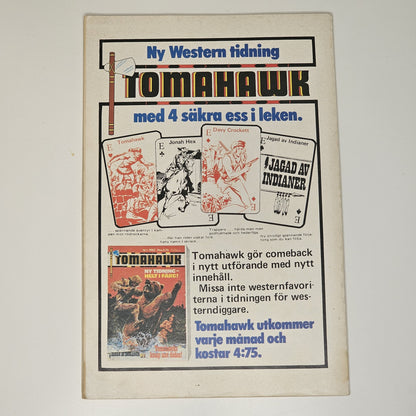 Ny Western tidning
TOMAHAWK
med 4 säkra ess i leken.
E Tomahawk
E Jonah Hex
E Davy Crockett
E Jagad av Indianer
JAGAD AV
INDIANER
TOMAHAWK
NY TIDNING –
HELT I FÄRG!
Tomahawk gör comeback
i nytt utförande med nytt
innehåll.
Missa inte westernfavori-
terna i tidningen för wes-
terndiggare.
Tomahawk utkommer
varje månad och
kostar 4:75.